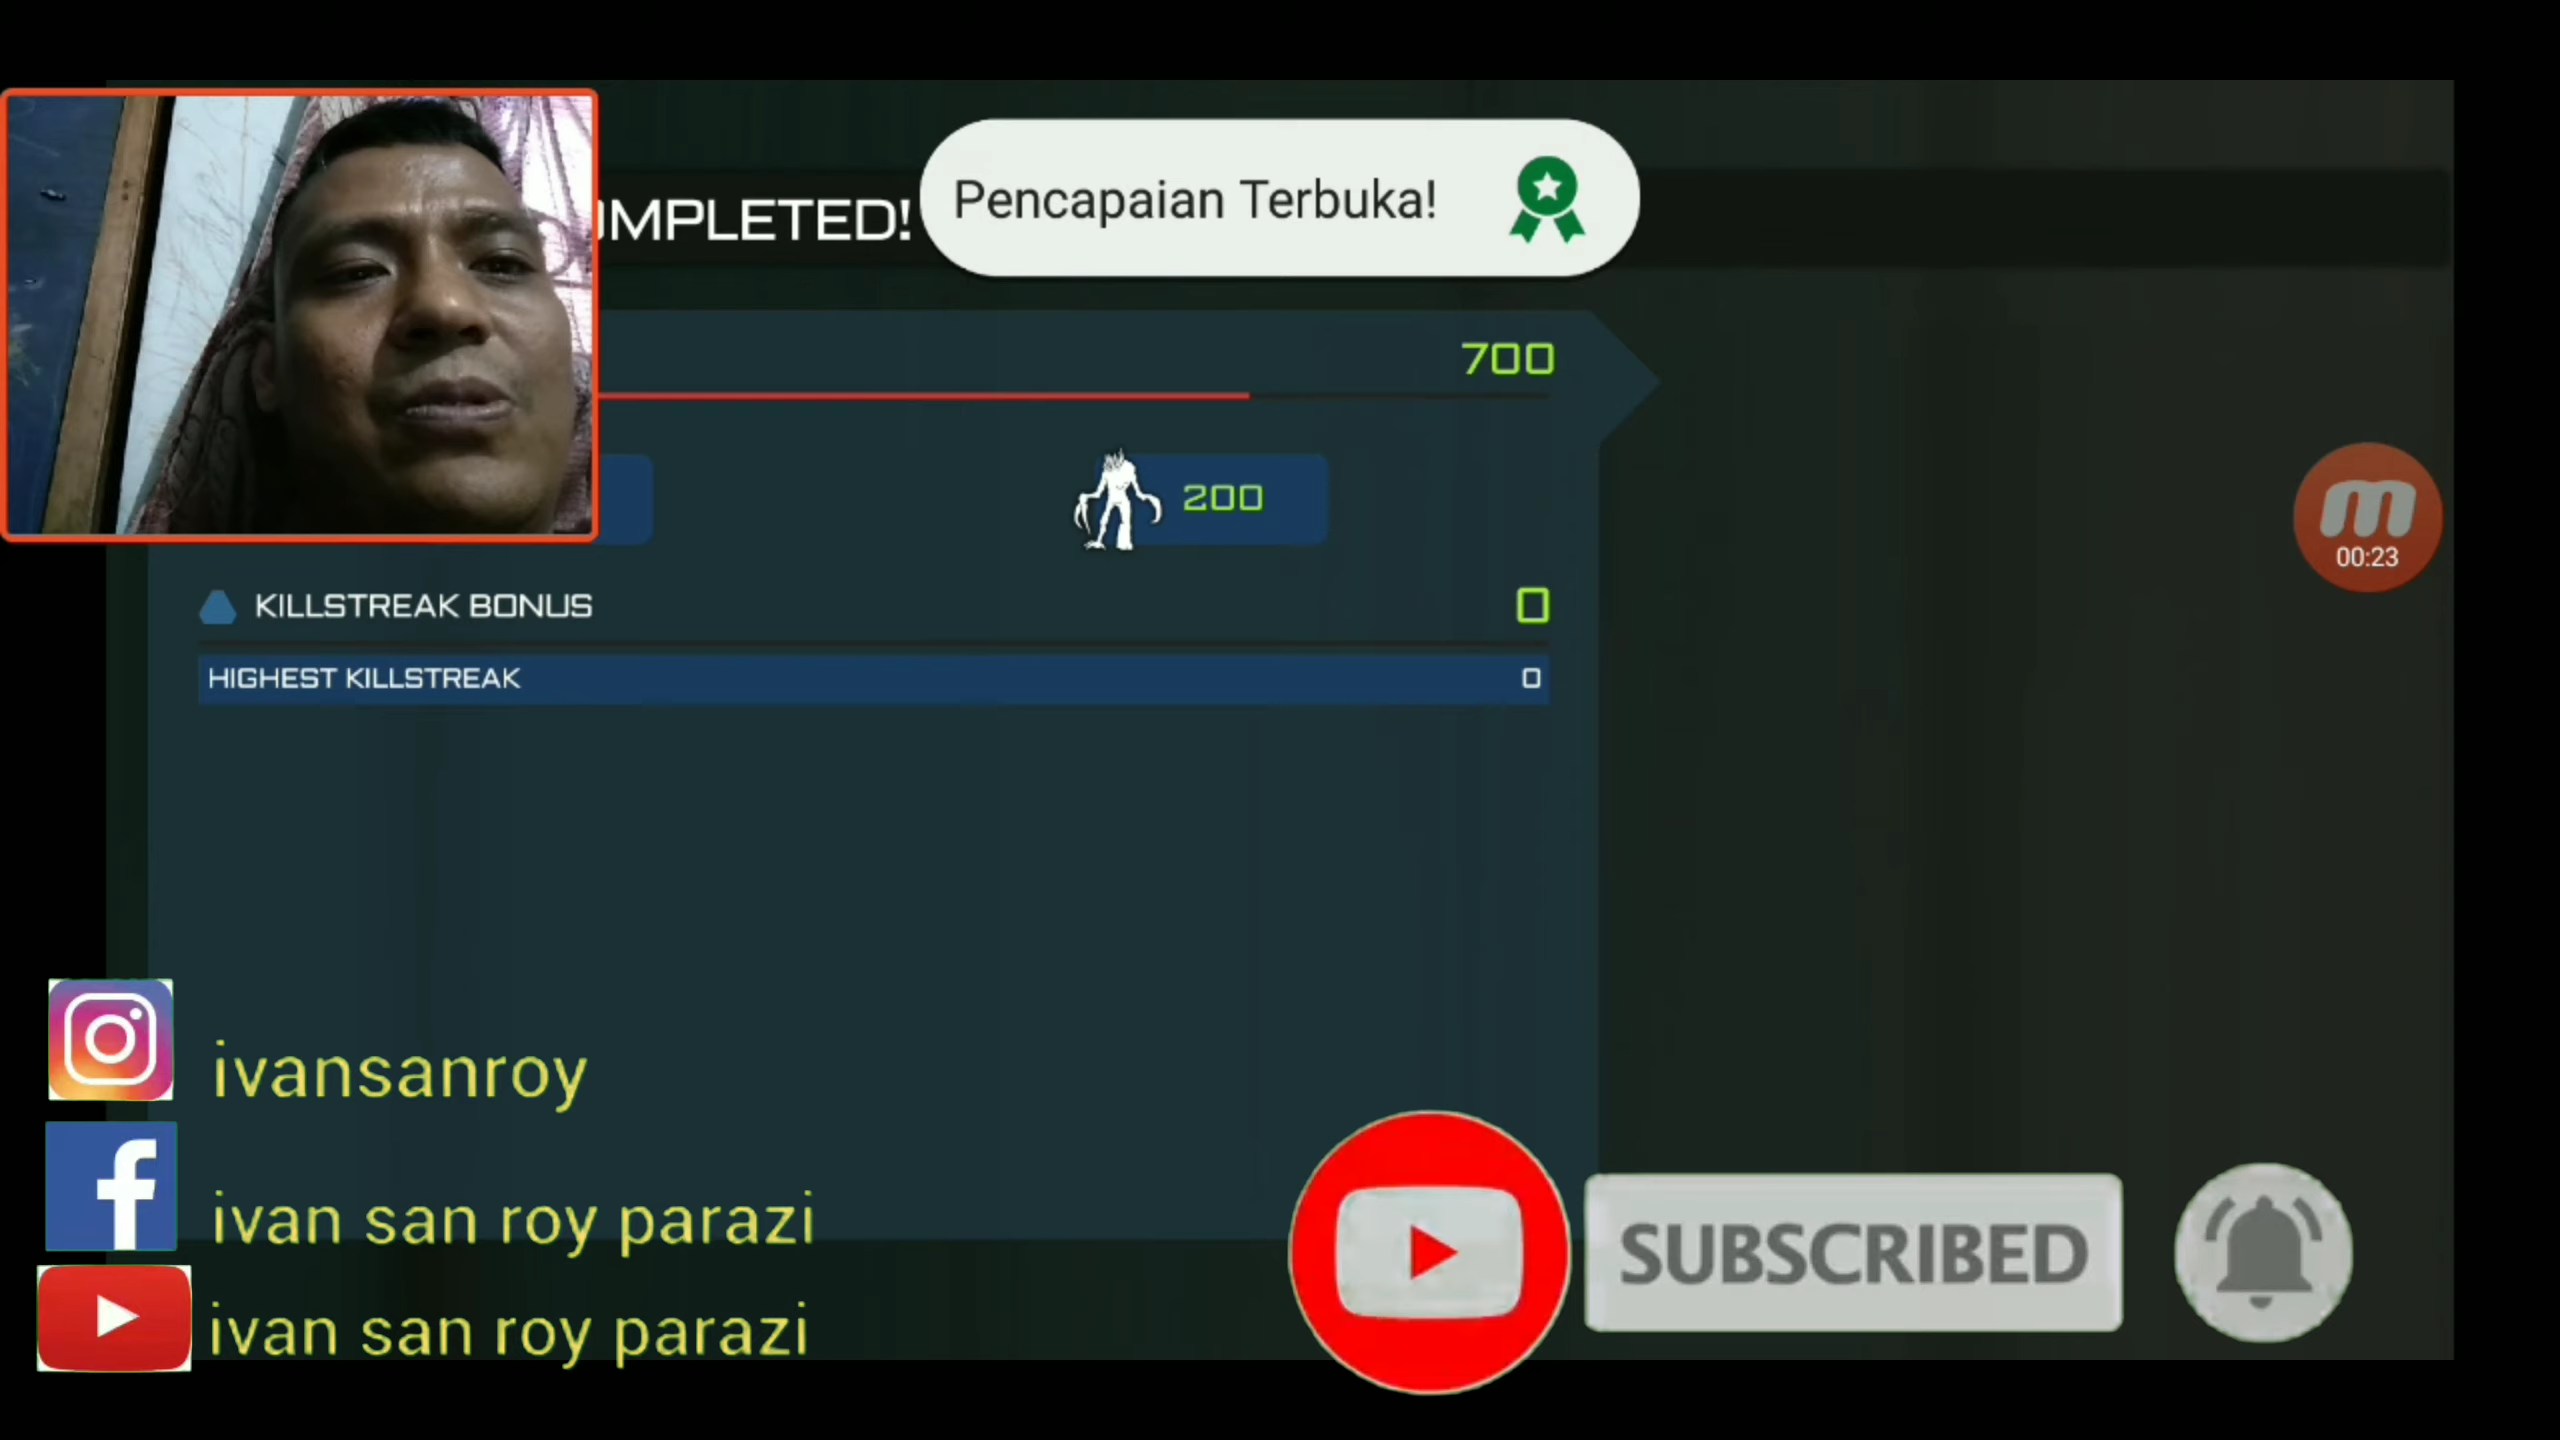 OMPLETED!
Pencapaian Terbuka!
700
200
00:23
KILLSTREAK BONUS
0
HIGHEST KILLSTREAK
0
ivansanroy
ivan san roy parazi
ivan san roy parazi
SUBSCRIBED